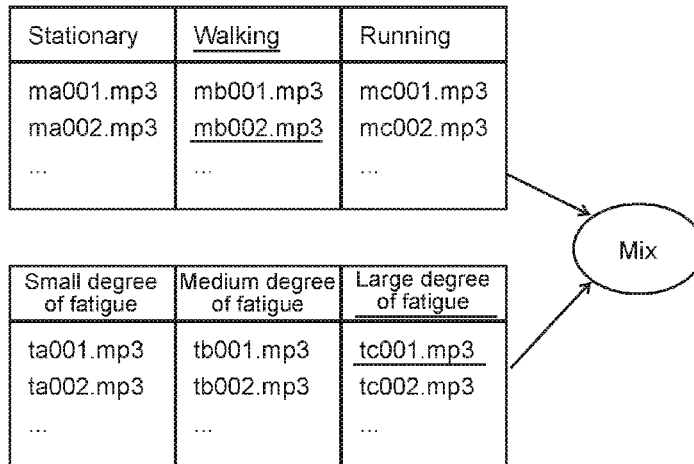 Stationary Walking Running
ma001.mp3 mb001.mp3 mc001.mp3
ma002.mp3 mb002.mp3 mc002.mp3
... ... ...
Mix
Small degree of fatigue Medium degree of fatigue Large degree of fatigue
ta001.mp3 tb001.mp3 tc001.mp3
ta002.mp3 tb002.mp3 tc002.mp3
... ... ...